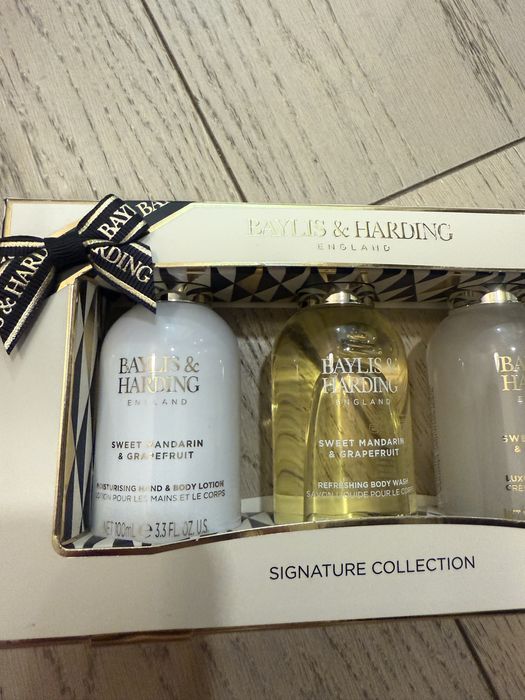 BAYLIS & HARDING
ENGLAND
BAYLIS &
HARDING
ENGLAND
SWEET MANDARIN
& GRAPEFRUIT
MOISTURISING HAND & BODY LOTION
LOTION POUR LES MAINS ET LE CORPS
NET 100mL ℮ 3.3 FL. OZ. U.S.
BAYLIS &
HARDING
ENGLAND
SWEET MANDARIN
& GRAPEFRUIT
REFRESHING BODY WASH
SAVON LIQUIDE POUR LE CORPS
SIGNATURE COLLECTION